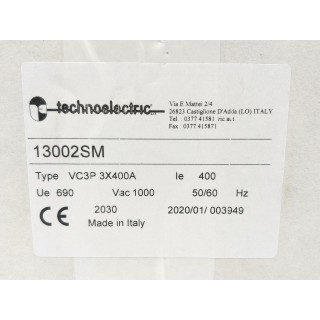 technoelectric
Via E.Mattei 2/4
26823 Castiglione D'Adda (LO) ITALY
Tel : 0377 41581 ric.a.t
Fax : 0377 415871
13002SM
Type VC3P 3X400A Ie 400
Ue 690 Vac 1000 50/60 Hz
CE 2030 2020/01/ 003949
Made in Italy